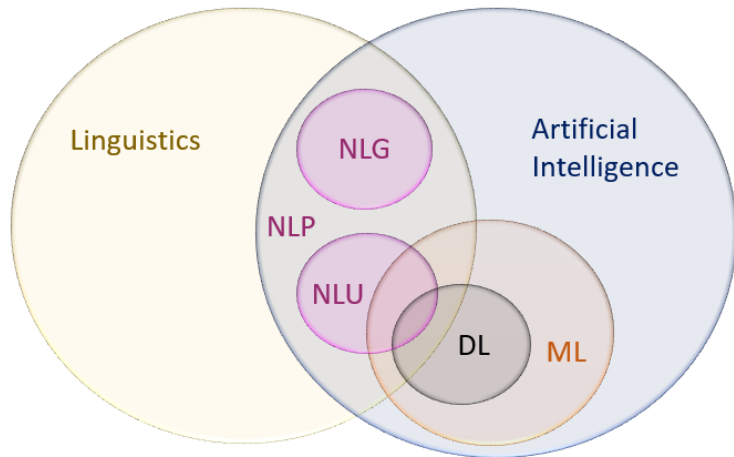 Linguistics
NLG
Artificial
Intelligence
NLP
NLU
DL
ML